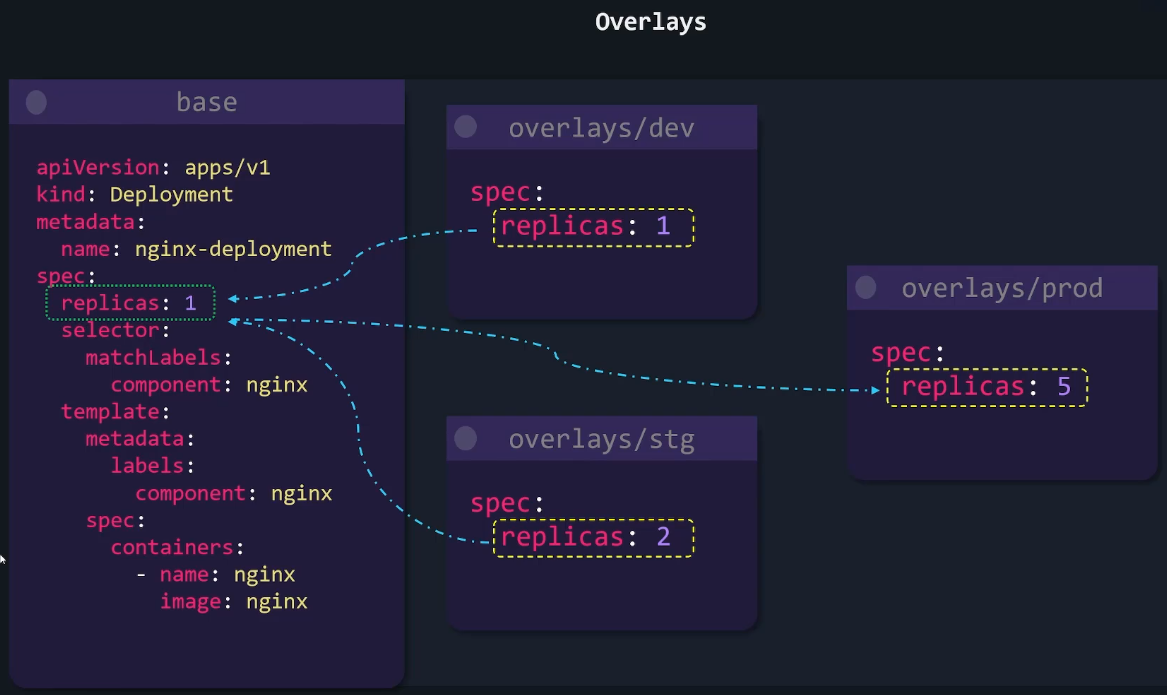 Overlays
base
apiVersion: apps/v1
kind: Deployment
metadata:
name: nginx-deployment
spec:
replicas: 1
selector:
matchLabels:
component: nginx
template:
metadata:
labels:
component: nginx
spec:
containers:
- name: nginx
image: nginx
overlays/dev
spec:
replicas: 1
overlays/stg
spec:
replicas: 2
overlays/prod
spec:
replicas: 5